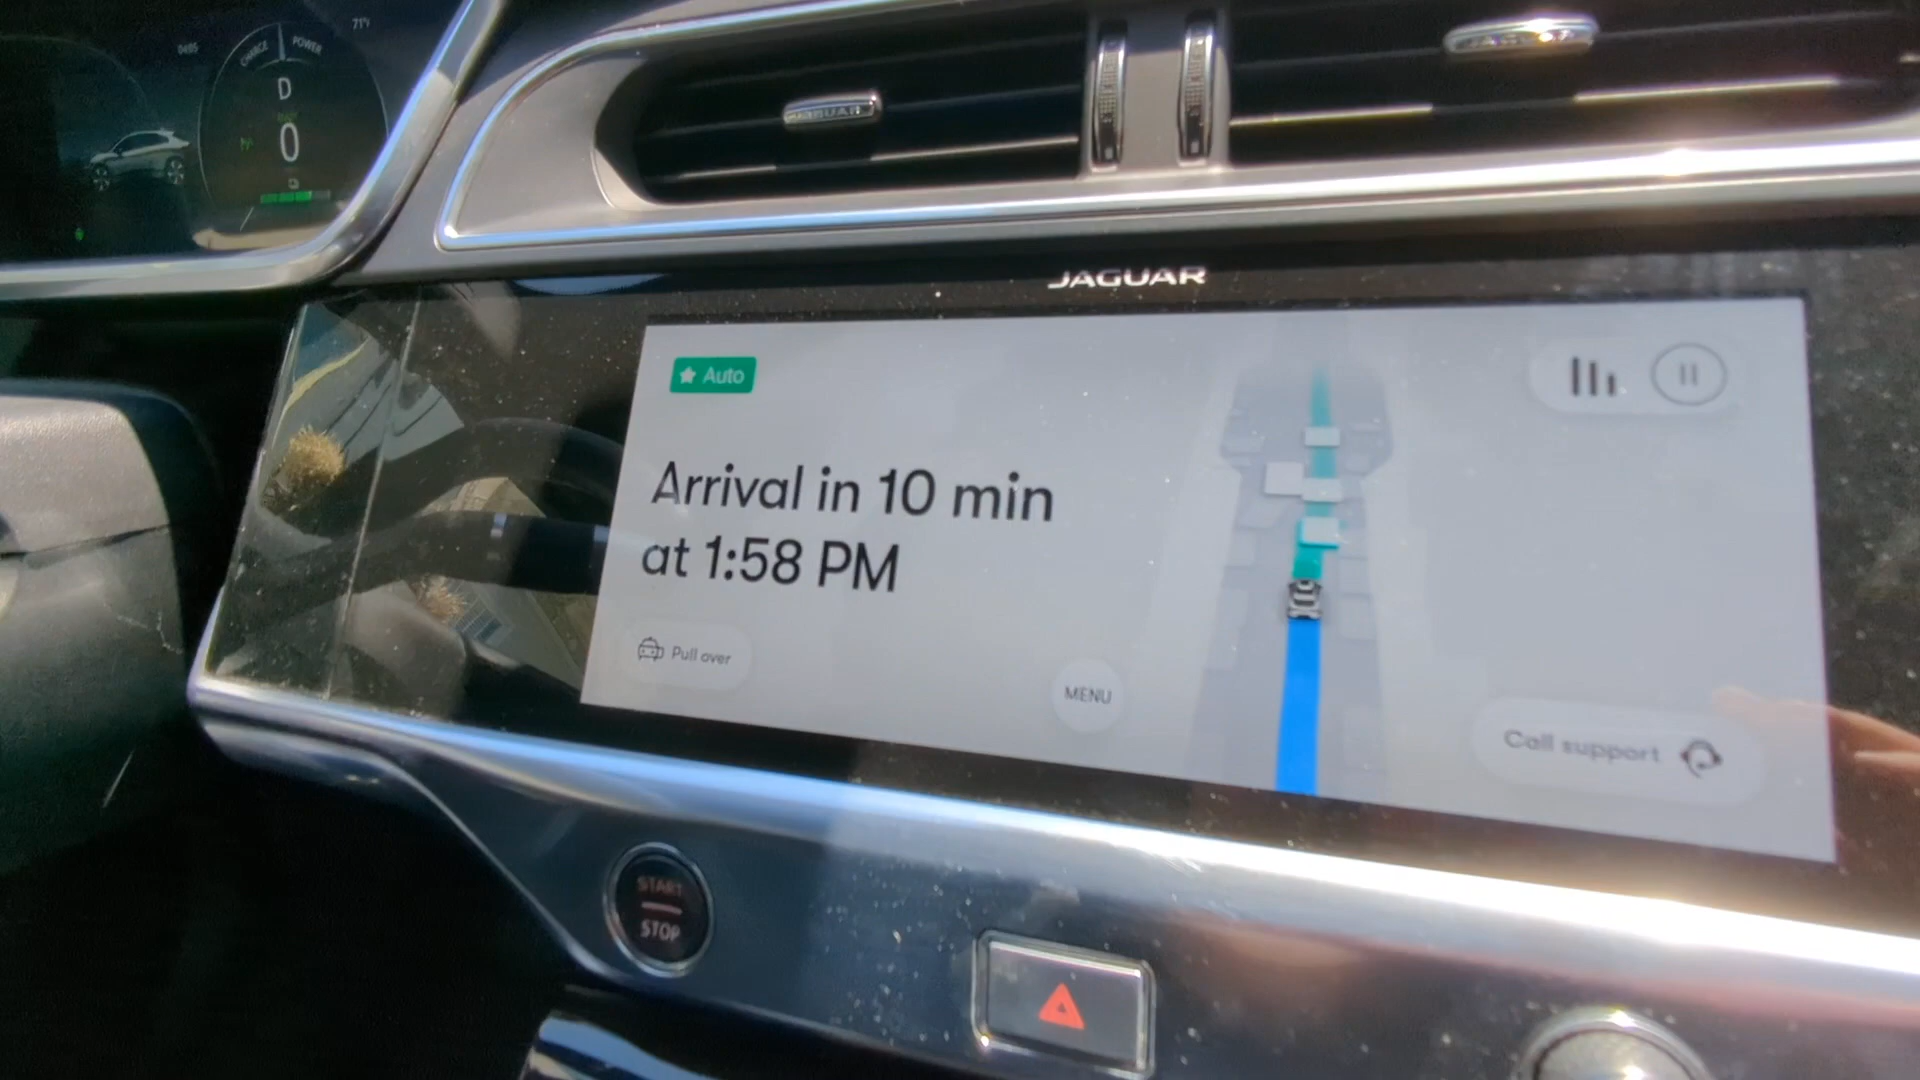 71°F
CHARGE POWER
D
0
JAGUAR
JAGUAR
Auto
Arrival in 10 min
at 1:58 PM
Pull over
MENU
Call support
START
STOP